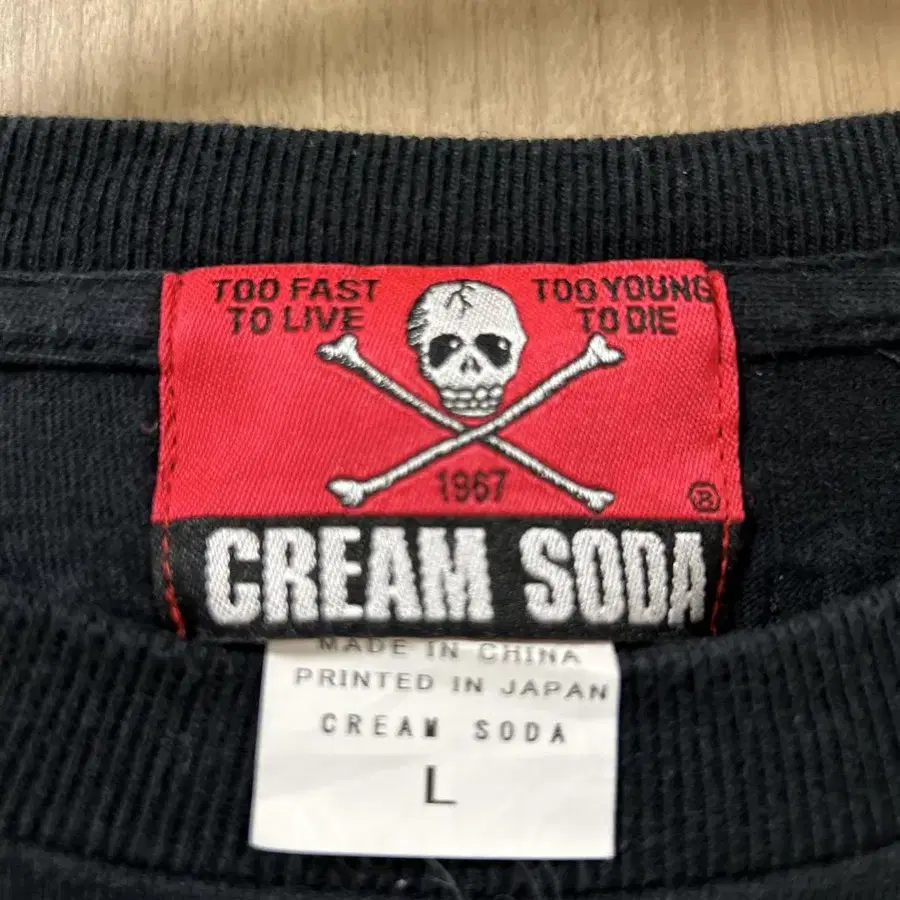 TOO FAST
TO LIVE
TOO YOUNG
TO DIE
1967
®
CREAM SODA
MADE IN CHINA
PRINTED IN JAPAN
CREAM SODA
L